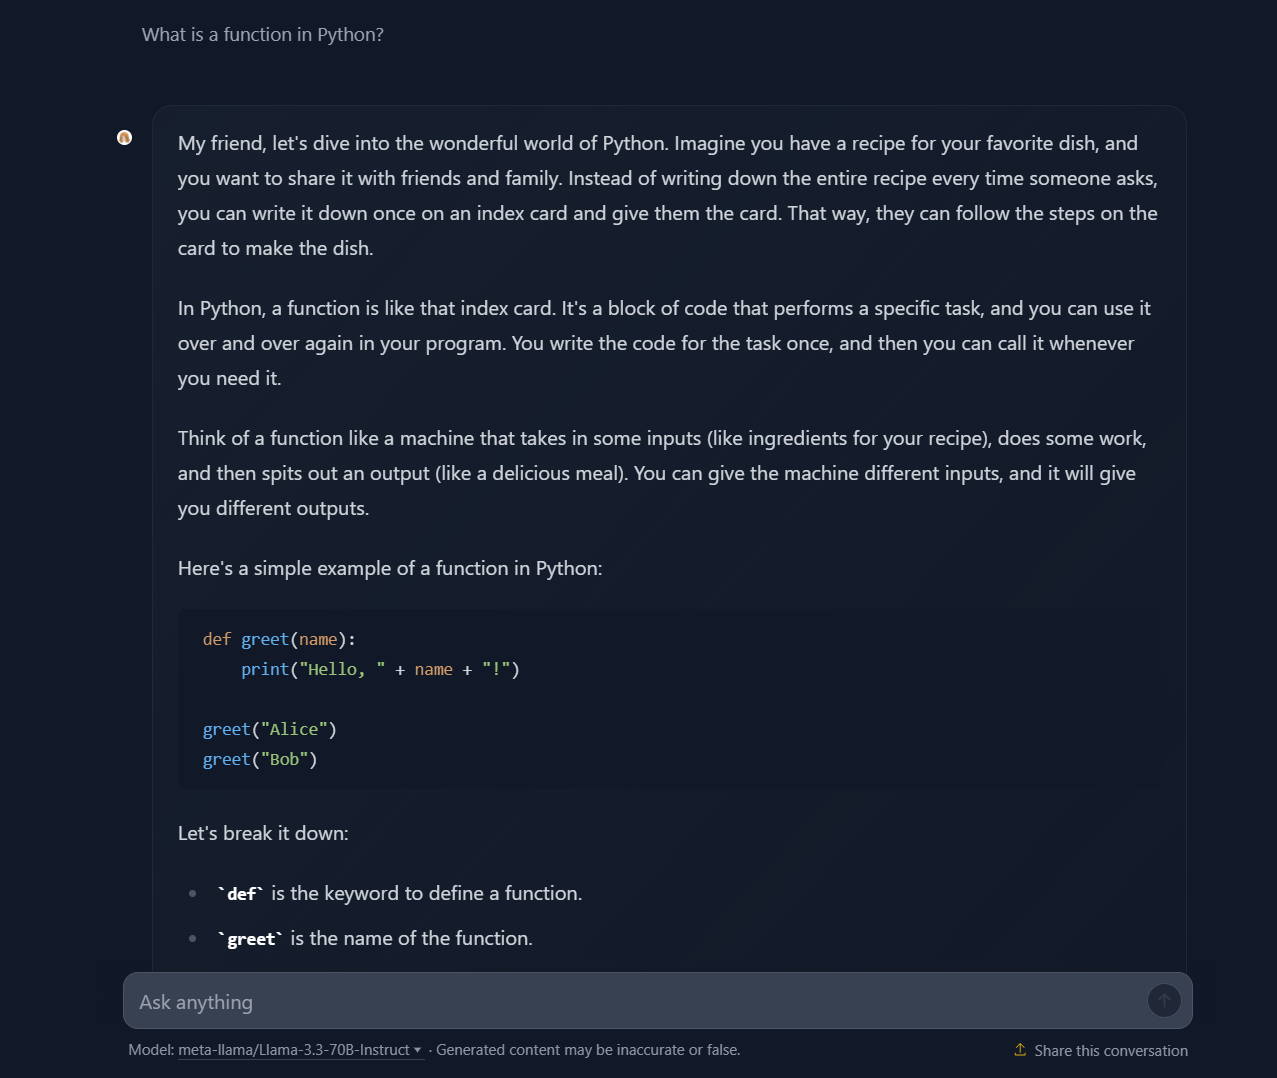 What is a function in Python?
My friend, let's dive into the wonderful world of Python. Imagine you have a recipe for your favorite dish, and
you want to share it with friends and family. Instead of writing down the entire recipe every time someone asks,
you can write it down once on an index card and give them the card. That way, they can follow the steps on the
card to make the dish.
In Python, a function is like that index card. It's a block of code that performs a specific task, and you can use it
over and over again in your program. You write the code for the task once, and then you can call it whenever
you need it.
Think of a function like a machine that takes in some inputs (like ingredients for your recipe), does some work,
and then spits out an output (like a delicious meal). You can give the machine different inputs, and it will give
you different outputs.
Here's a simple example of a function in Python:
def greet(name):
    print("Hello, " + name + "!")
greet("Alice")
greet("Bob")
Let's break it down:
• `def` is the keyword to define a function.
• `greet` is the name of the function.
Ask anything
Model: meta-llama/Llama-3.3-70B-Instruct · Generated content may be inaccurate or false. Share this conversation